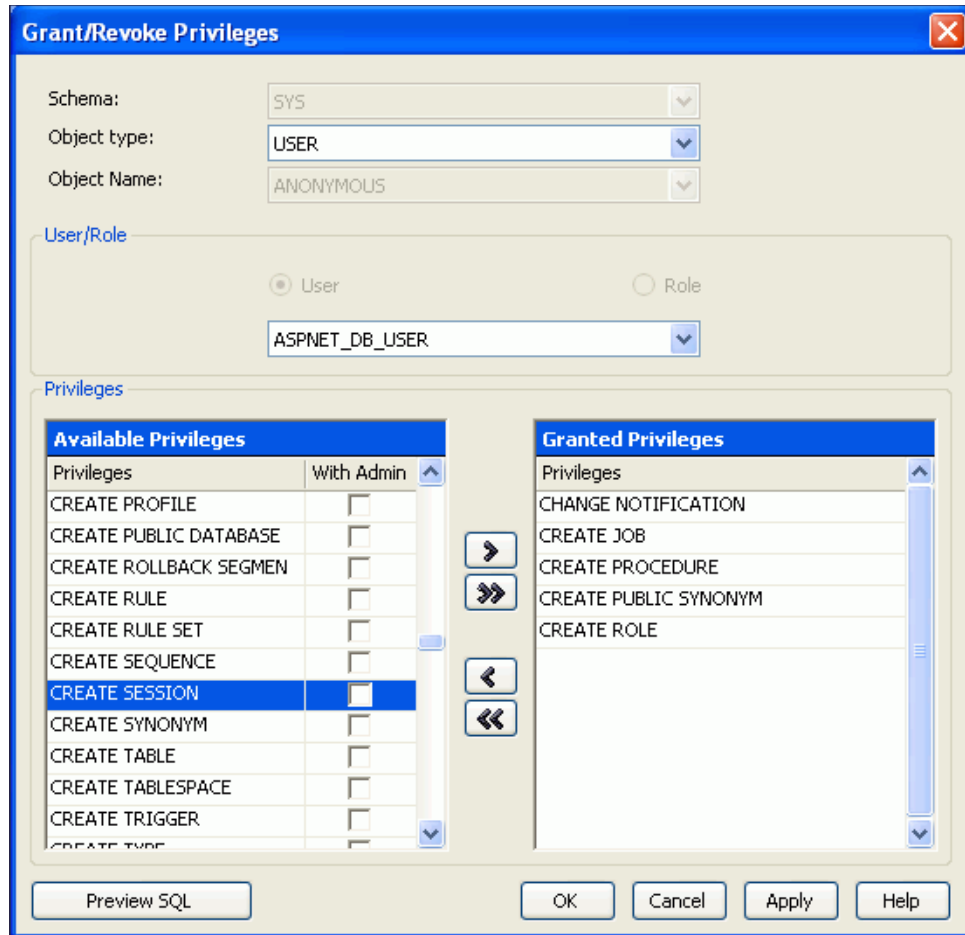 Grant/Revoke Privileges
Schema: SYS
Object type: USER
Object Name: ANONYMOUS
User/Role
User Role
ASPNET_DB_USER
Privileges
Available Privileges
Privileges With Admin
CREATE PROFILE
CREATE PUBLIC DATABASE
CREATE ROLLBACK SEGMEN
CREATE RULE
CREATE RULE SET
CREATE SEQUENCE
CREATE SESSION
CREATE SYNONYM
CREATE TABLE
CREATE TABLESPACE
CREATE TRIGGER
CREATE TYPE
Granted Privileges
Privileges
CHANGE NOTIFICATION
CREATE JOB
CREATE PROCEDURE
CREATE PUBLIC SYNONYM
CREATE ROLE
Preview SQL OK Cancel Apply Help